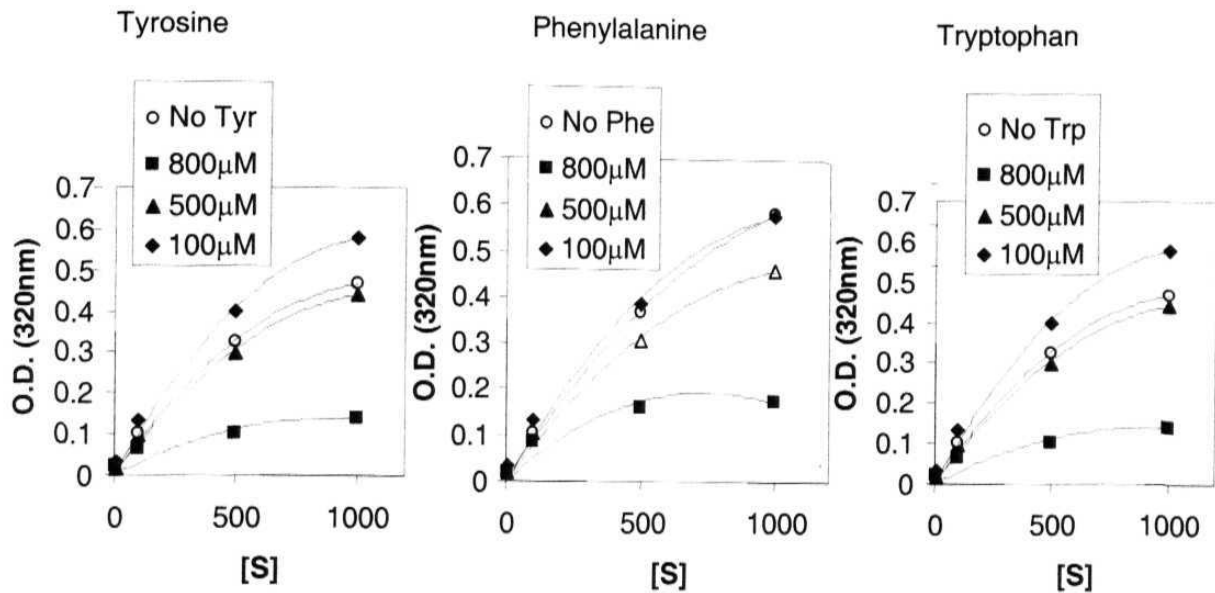 Tyrosine
No Tyr
800μM
500μM
100μM
0.7
0.6
0.5
0.4
0.3
0.2
0.1
0
O.D. (320nm)
0 500 1000
[S]
Phenylalanine
No Phe
800μM
500μM
100μM
0.7
0.6
0.5
0.4
0.3
0.2
0.1
0
O.D. (320nm)
0 500 1000
[S]
Tryptophan
No Trp
800μM
500μM
100μM
0.7
0.6
0.5
0.4
0.3
0.2
0.1
0
O.D. (320nm)
0 500 1000
[S]